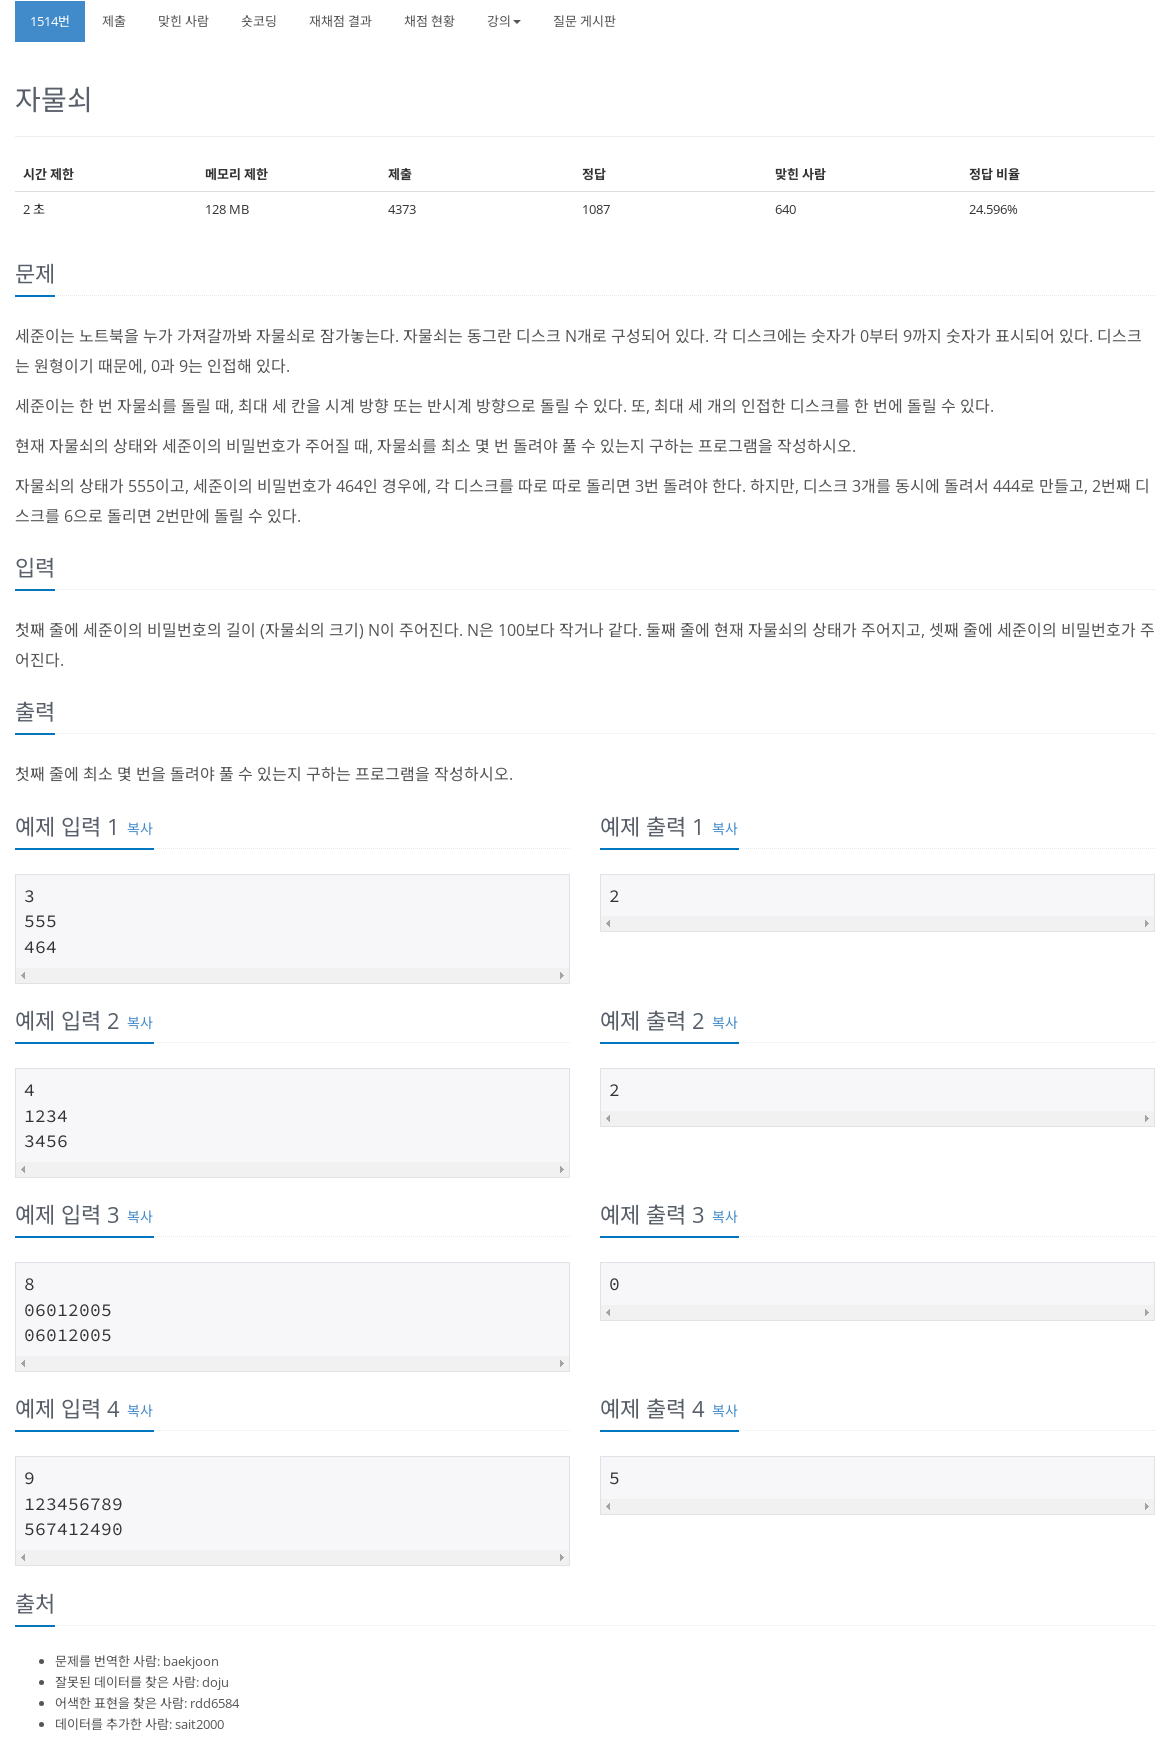 1514번 제출 맞힌 사람 숏코딩 재채점 결과 채점 현황 강의 질문 게시판
자물쇠
시간 제한 메모리 제한 제출 정답 맞힌 사람 정답 비율
2 초 128 MB 4373 1087 640 24.596%
문제
세준이는 노트북을 누가 가져갈까봐 자물쇠로 잠가놓는다. 자물쇠는 동그란 디스크 N개로 구성되어 있다. 각 디스크에는 숫자가 0부터 9까지 숫자가 표시되어 있다. 디스크
는 원형이기 때문에, 0과 9는 인접해 있다.
세준이는 한 번 자물쇠를 돌릴 때, 최대 세 칸을 시계 방향 또는 반시계 방향으로 돌릴 수 있다. 또, 최대 세 개의 인접한 디스크를 한 번에 돌릴 수 있다.
현재 자물쇠의 상태와 세준이의 비밀번호가 주어질 때, 자물쇠를 최소 몇 번 돌려야 풀 수 있는지 구하는 프로그램을 작성하시오.
자물쇠의 상태가 555이고, 세준이의 비밀번호가 464인 경우에, 각 디스크를 따로 따로 돌리면 3번 돌려야 한다. 하지만, 디스크 3개를 동시에 돌려서 444로 만들고, 2번째 디
스크를 6으로 돌리면 2번만에 돌릴 수 있다.
입력
첫째 줄에 세준이의 비밀번호의 길이 (자물쇠의 크기) N이 주어진다. N은 100보다 작거나 같다. 둘째 줄에 현재 자물쇠의 상태가 주어지고, 셋째 줄에 세준이의 비밀번호가 주
어진다.
출력
첫째 줄에 최소 몇 번을 돌려야 풀 수 있는지 구하는 프로그램을 작성하시오.
예제 입력 1 복사
3
555
464
예제 출력 1 복사
2
예제 입력 2 복사
4
1234
3456
예제 출력 2 복사
2
예제 입력 3 복사
8
06012005
06012005
예제 출력 3 복사
0
예제 입력 4 복사
9
123456789
567412490
예제 출력 4 복사
5
출처
문제를 번역한 사람: baekjoon
잘못된 데이터를 찾은 사람: doju
어색한 표현을 찾은 사람: rdd6584
데이터를 추가한 사람: sait2000